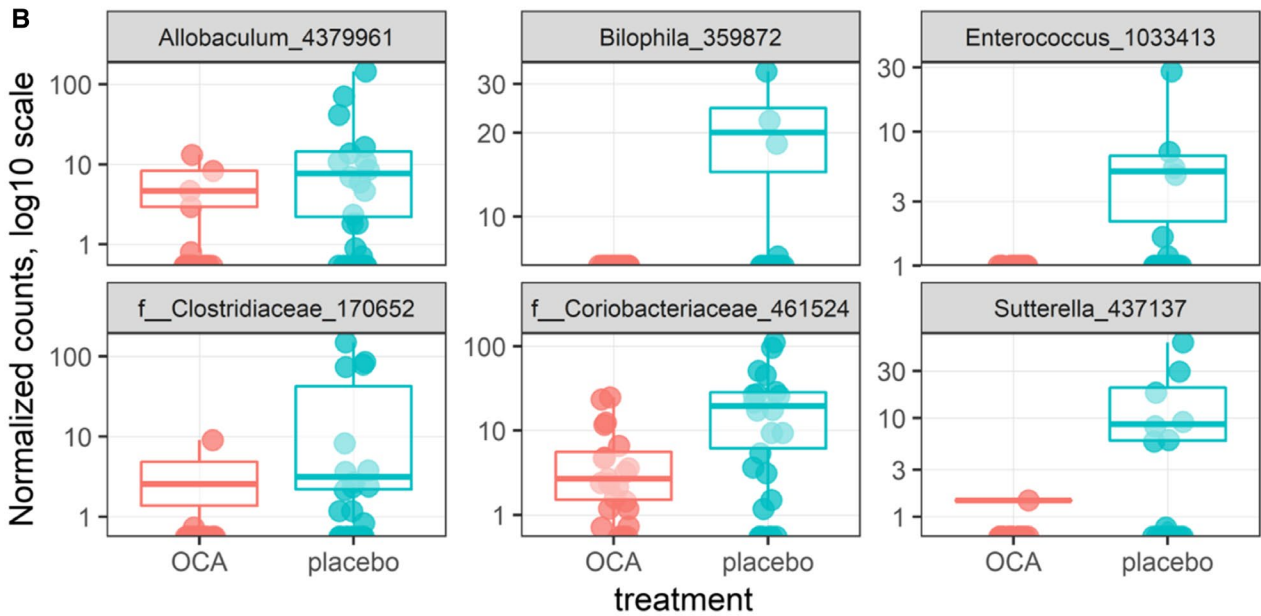 B
Normalized counts, log10 scale
Allobaculum_4379961
100
10
1
Bilophila_359872
30
20
10
Enterococcus_1033413
30
10
3
1
f__Clostridiaceae_170652
100
10
1
OCA placebo
f__Coriobacteriaceae_461524
100
10
1
OCA placebo
Sutterella_437137
30
10
3
1
OCA placebo
treatment